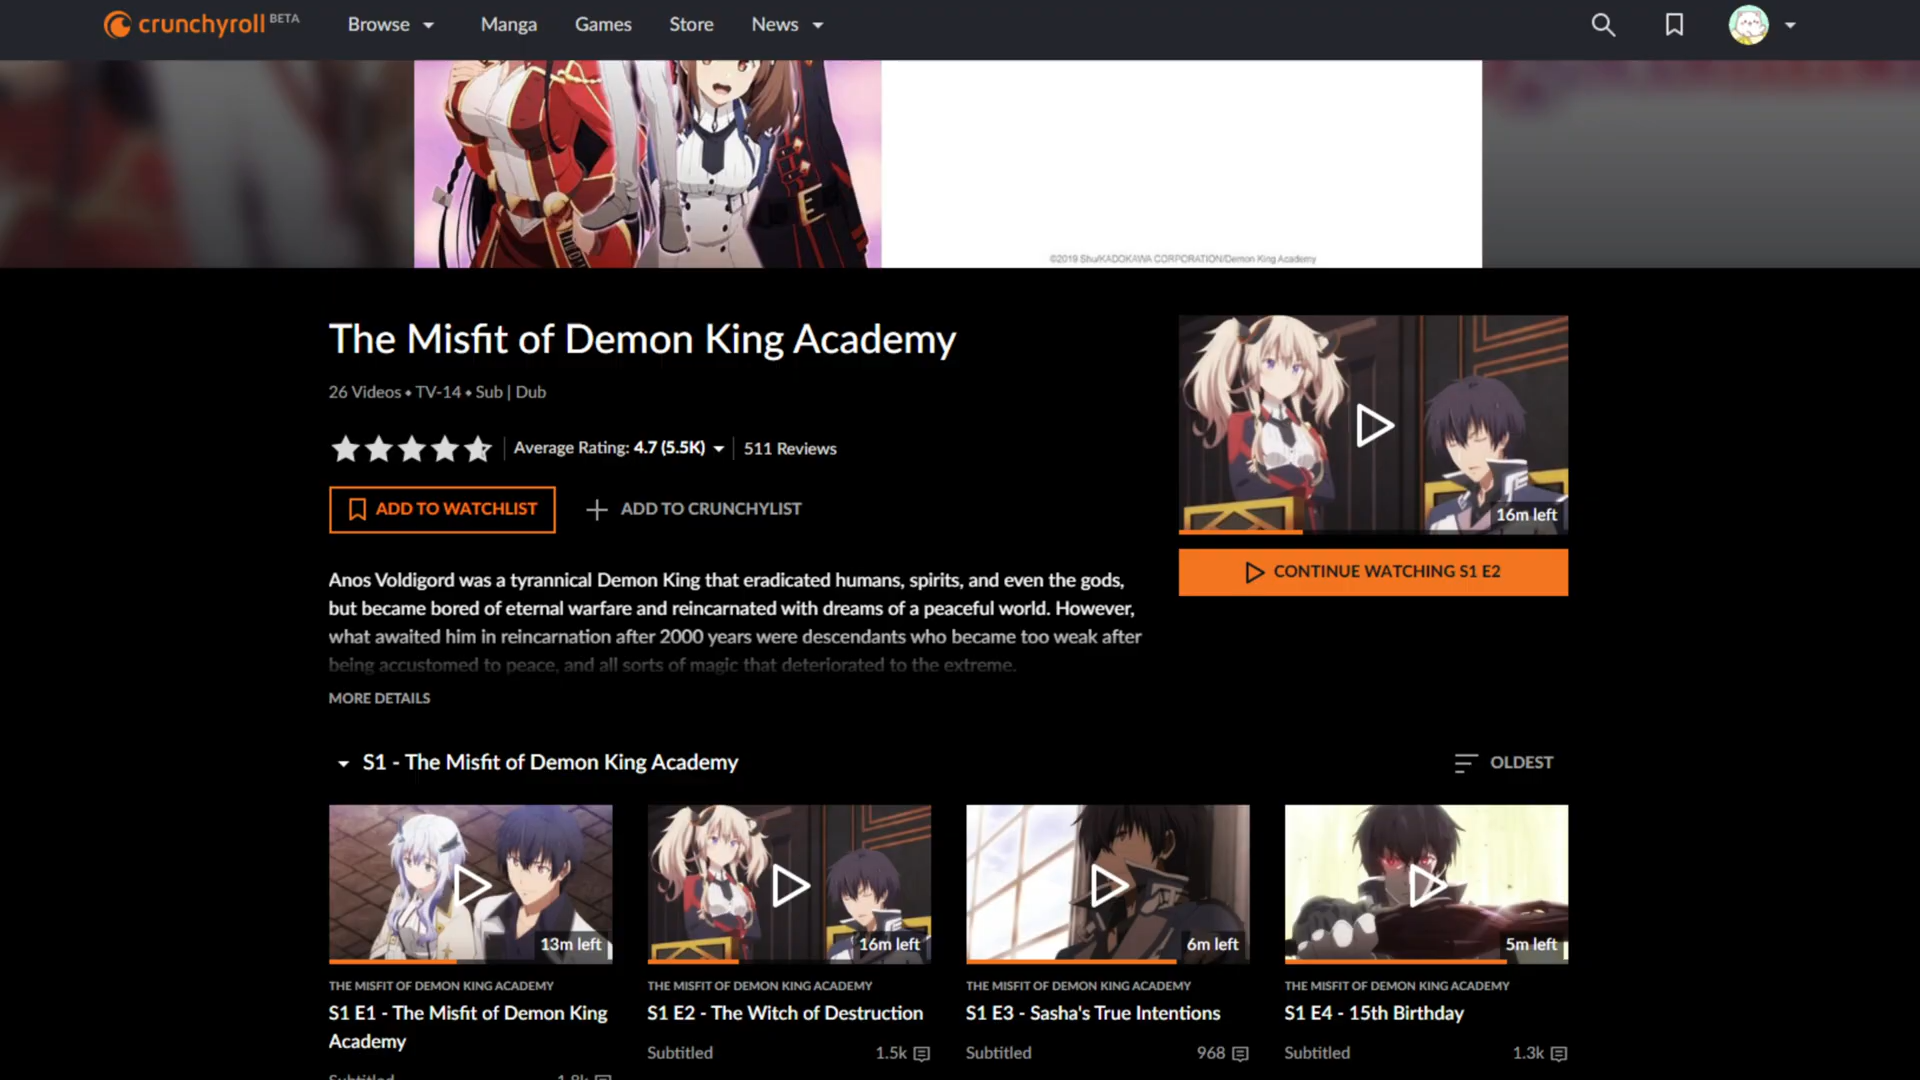 crunchyroll BETA
Browse Manga Games Store News
©2019 Shu/KADOKAWA CORPORATION/Demon King Academy
The Misfit of Demon King Academy
26 Videos • TV-14 • Sub | Dub
Average Rating: 4.7 (5.5K) 511 Reviews
ADD TO WATCHLIST ADD TO CRUNCHYLIST
Anos Voldigord was a tyrannical Demon King that eradicated humans, spirits, and even the gods,
but became bored of eternal warfare and reincarnated with dreams of a peaceful world. However,
what awaited him in reincarnation after 2000 years were descendants who became too weak after
being accustomed to peace, and all sorts of magic that deteriorated to the extreme.
MORE DETAILS
16m left
CONTINUE WATCHING S1 E2
S1 - The Misfit of Demon King Academy
OLDEST
13m left
THE MISFIT OF DEMON KING ACADEMY
S1 E1 - The Misfit of Demon King
Academy
Subtitled 1.8k
16m left
THE MISFIT OF DEMON KING ACADEMY
S1 E2 - The Witch of Destruction
Subtitled 1.5k
6m left
THE MISFIT OF DEMON KING ACADEMY
S1 E3 - Sasha's True Intentions
Subtitled 968
5m left
THE MISFIT OF DEMON KING ACADEMY
S1 E4 - 15th Birthday
Subtitled 1.3k